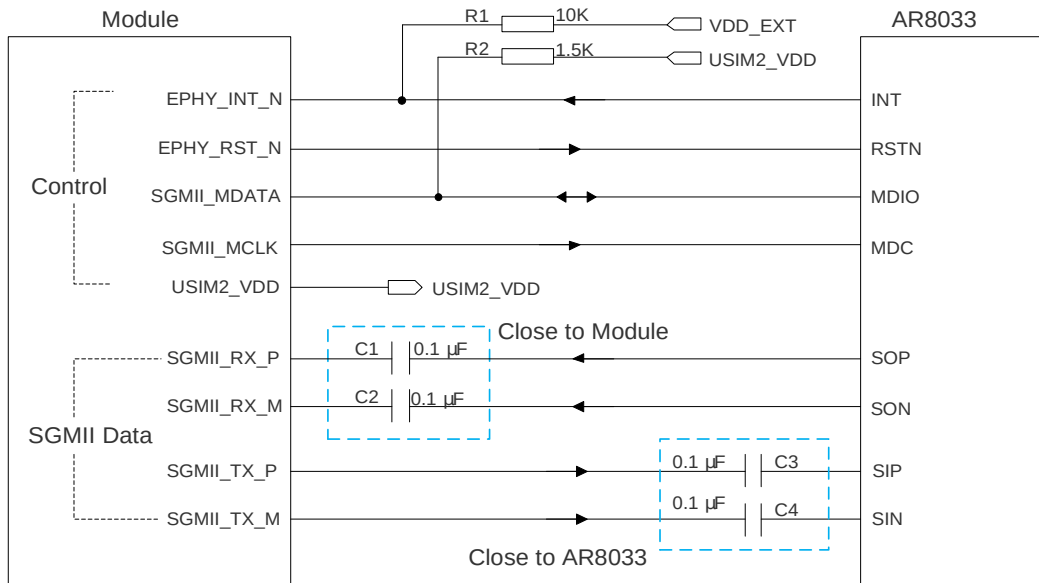 Module
AR8033
R1
10K
VDD_EXT
R2
1.5K
USIM2_VDD
EPHY_INT_N
INT
EPHY_RST_N
RSTN
Control
SGMII_MDATA
MDIO
SGMII_MCLK
MDC
USIM2_VDD
USIM2_VDD
Close to Module
SGMII_RX_P
C1
0.1 µF
SOP
SGMII_RX_M
C2
0.1 µF
SON
SGMII Data
SGMII_TX_P
0.1 µF
C3
SIP
SGMII_TX_M
0.1 µF
C4
SIN
Close to AR8033